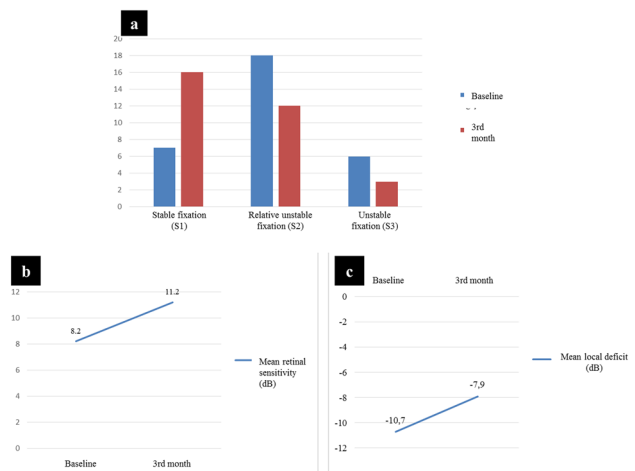 a
20
18
16
14
12
10
8
6
4
2
0
Stable fixation
(S1)
Relative unstable
fixation (S2)
Unstable
fixation (S3)
Baseline
3rd
month
b
12
10
8
6
4
2
0
8.2
11.2
Baseline
3rd month
Mean retinal
sensitivity
(dB)
c
Baseline
3rd month
0
-2
-4
-6
-8
-10
-12
-10,7
-7,9
Mean local deficit
(dB)